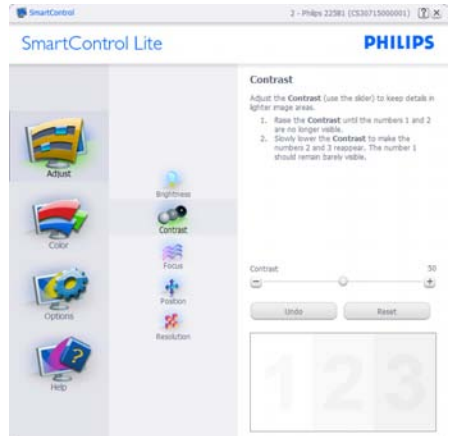 SmartControl
2 - Philips 225B1 (CS30715000001)
SmartControl Lite
PHILIPS
Adjust
Color
Options
Help
Brightness
Contrast
Focus
Position
Resolution
Contrast
Adjust the Contrast (use the slider) to keep details in
lighter image areas.
1. Raise the Contrast until the numbers 1 and 2
are no longer visible.
2. Slowly lower the Contrast to make the
numbers 2 and 3 reappear. The number 1
should remain barely visible.
Contrast 50
Undo Reset
1 2 3